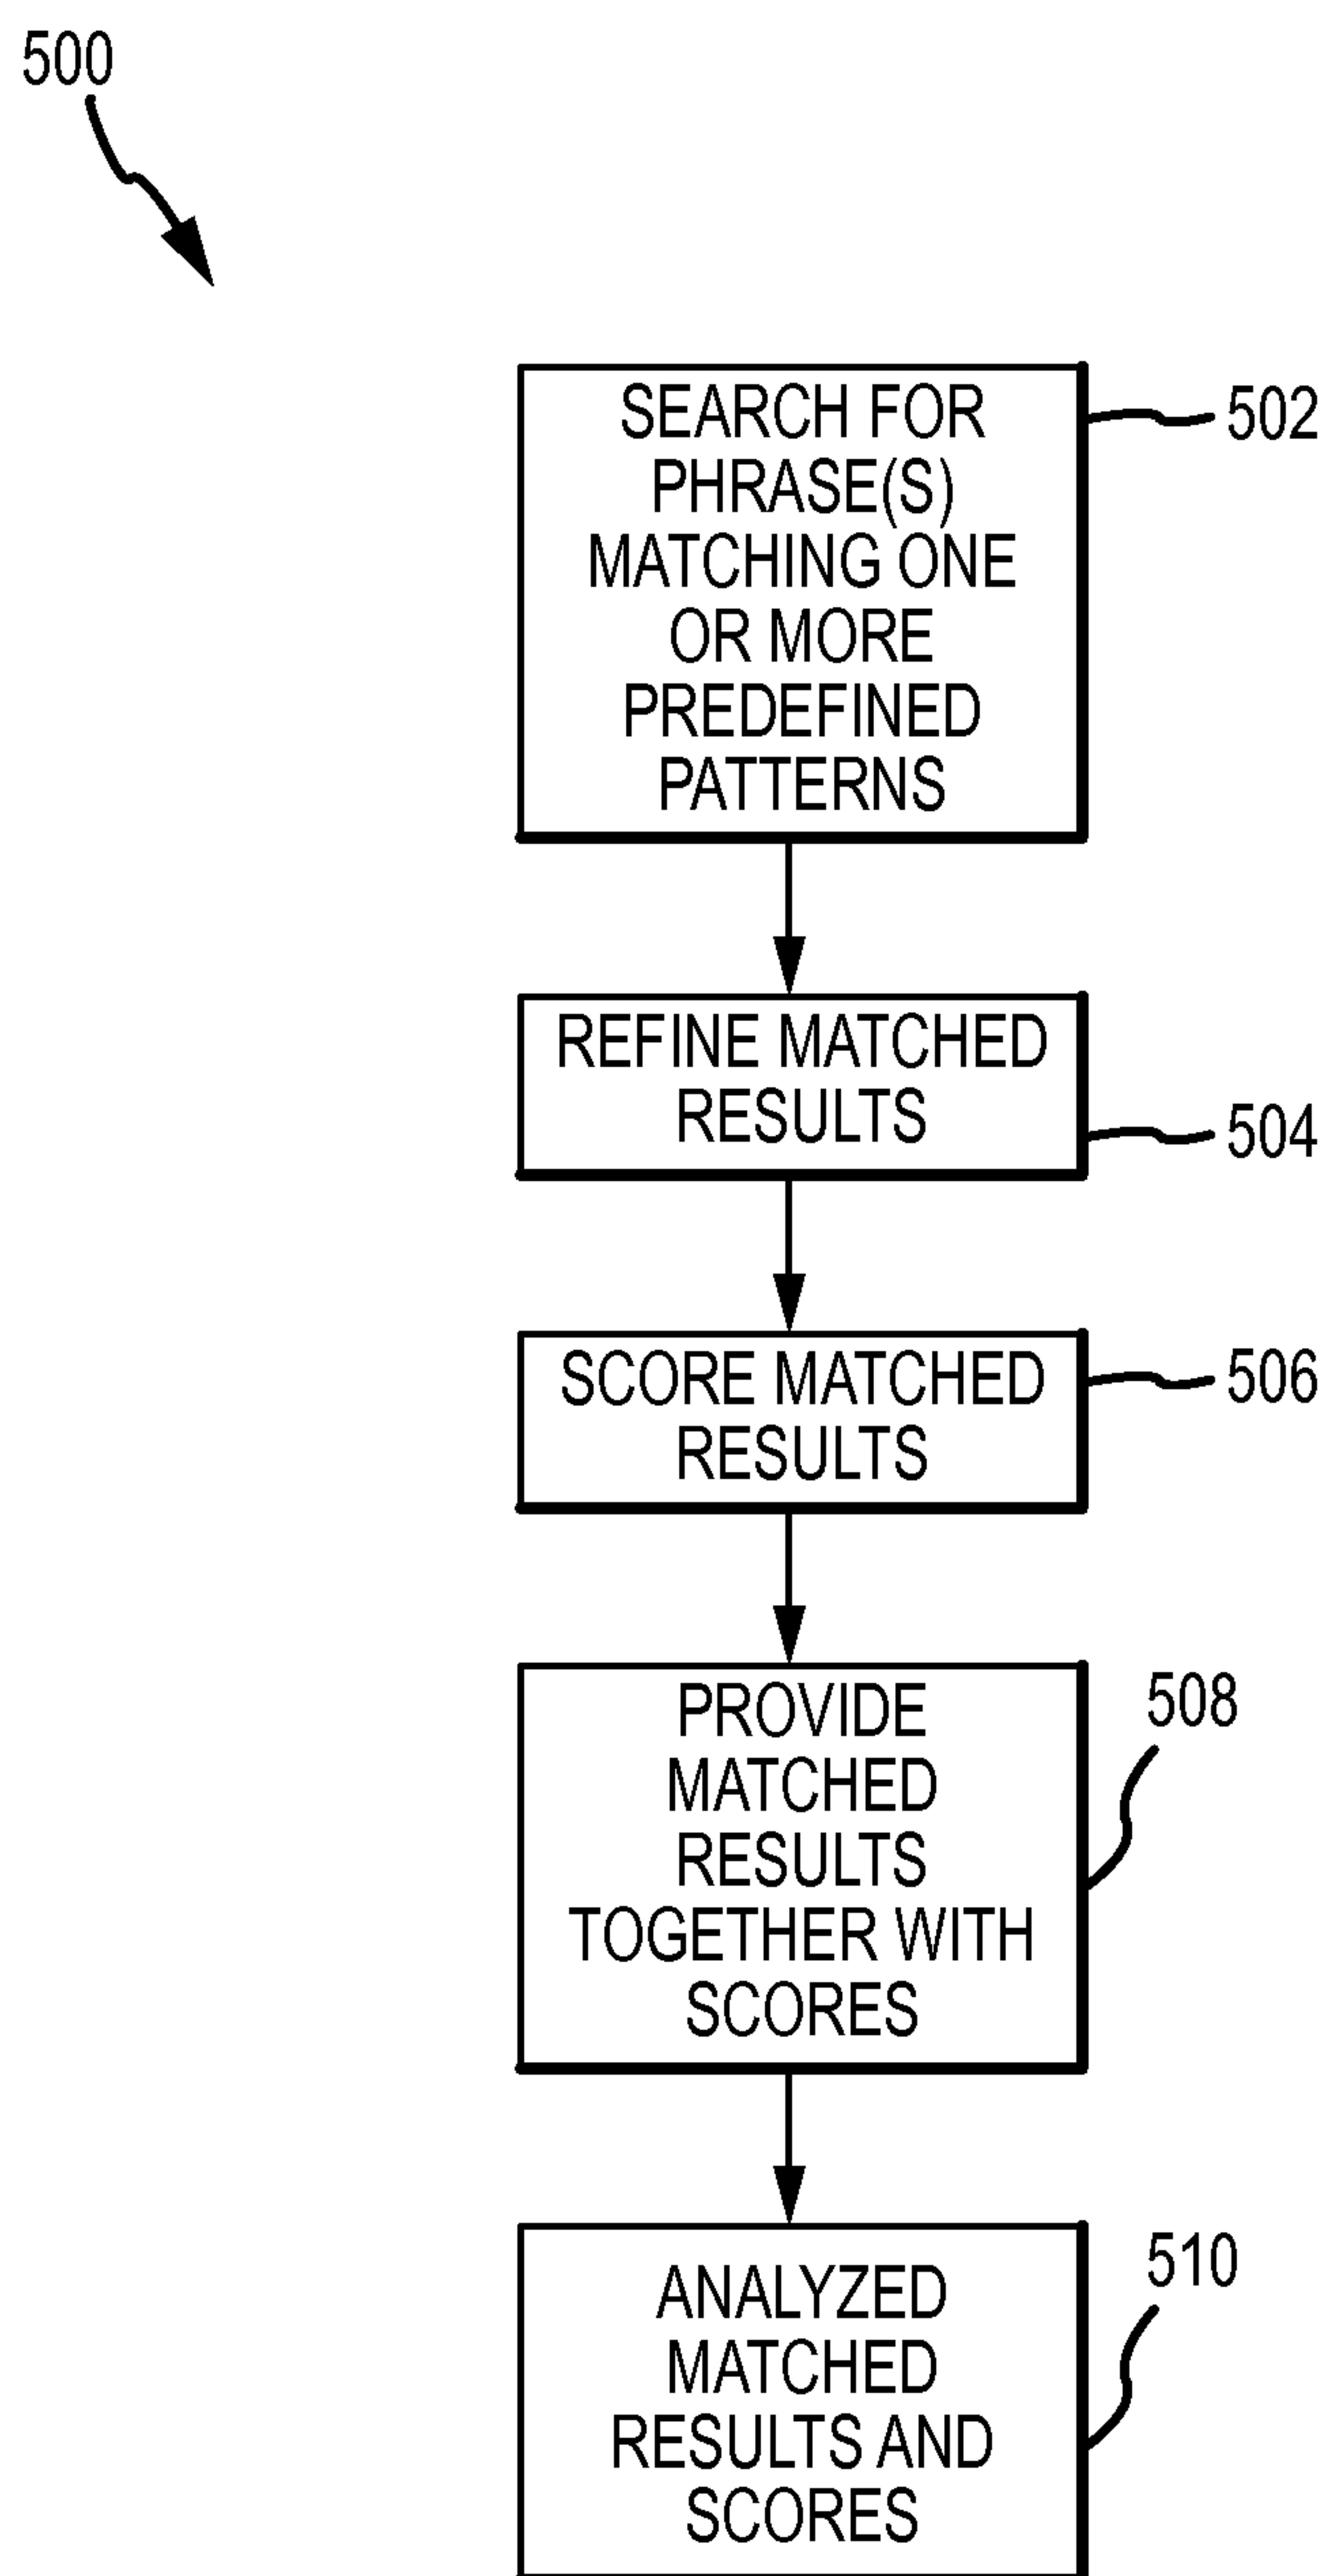 500
SEARCH FOR
PHRASE(S)
MATCHING ONE
OR MORE
PREDEFINED
PATTERNS
502
REFINE MATCHED
RESULTS
504
SCORE MATCHED
RESULTS
506
PROVIDE
MATCHED
RESULTS
TOGETHER WITH
SCORES
508
ANALYZED
MATCHED
RESULTS AND
SCORES
510